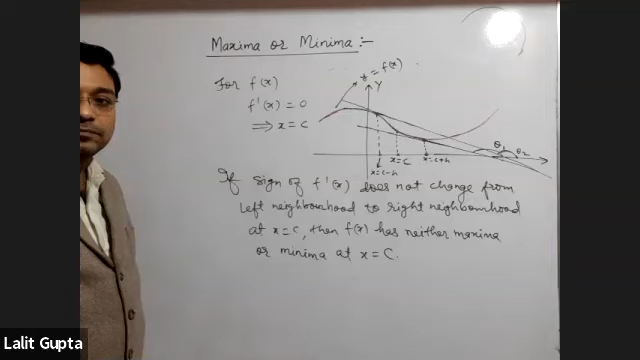 Maxima or Minima :-
For f(x)
f'(x) = 0
⟹ x = c
y = f(x)
Y
x=c-h
x=c
x=c+h
θ1
θ2
If sign of f'(x) does not change from
left neighbourhood to right neighbourhood
at x = c, then f(x) has neither maxima
or minima at x = C.
Lalit Gupta